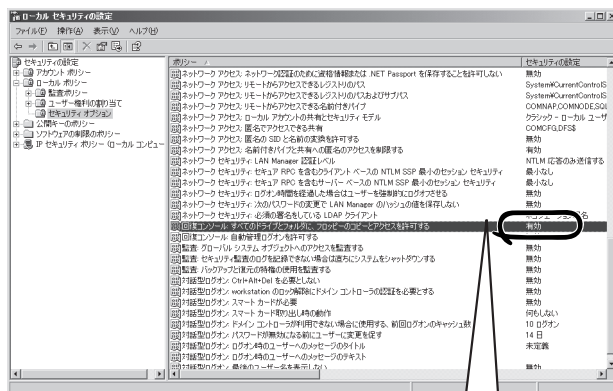 ローカル セキュリティの設定
ファイル(F) 操作(A) 表示(V) ヘルプ(H)
セキュリティの設定
アカウント ポリシー
ローカル ポリシー
監査ポリシー
ユーザー権利の割り当て
セキュリティ オプション
公開キーのポリシー
ソフトウェアの制限のポリシー
IP セキュリティ ポリシー (ローカル コンピュー
ポリシー セキュリティの設定
ネットワーク アクセス: ネットワーク認証のために資格情報または .NET Passport を保存することを許可しない 無効
ネットワーク アクセス: リモートからアクセスできるレジストリのパス System¥CurrentControlS
ネットワーク アクセス: リモートからアクセスできるレジストリのパスおよびサブパス System¥CurrentControlS
ネットワーク アクセス: リモートからアクセスできる名前付きパイプ COMNAP,COMNODE,SQL
ネットワーク アクセス: ローカル アカウントの共有とセキュリティ モデル クラシック - ローカル ユーザ
ネットワーク アクセス: 匿名でアクセスできる共有 COMCFG,DFS$
ネットワーク アクセス: 匿名の SID と名前の変換を許可する 無効
ネットワーク アクセス: 名前付きパイプと共有への匿名のアクセスを制限する 有効
ネットワーク セキュリティ: LAN Manager 認証レベル NTLM 応答のみ送信する
ネットワーク セキュリティ: セキュア RPC を含むクライアント ベースの NTLM SSP 最小のセッション セキュリティ 最小なし
ネットワーク セキュリティ: セキュア RPC を含むサーバー ベースの NTLM SSP 最小のセッション セキュリティ 最小なし
ネットワーク セキュリティ: ログオン時間を経過した場合はユーザーを強制的にログオフさせる 無効
ネットワーク セキュリティ: 次のパスワードの変更で LAN Manager のハッシュの値を保存しない 無効
ネットワーク セキュリティ: 必須の署名をしている LDAP クライアント
回復コンソール: すべてのドライブとフォルダに、フロッピーのコピーとアクセスを許可する 有効
回復コンソール: 自動管理ログオンを許可する
監査: グローバル システム オブジェクトへのアクセスを監査する 無効
監査: セキュリティ監査のログを記録できない場合は直ちにシステムをシャットダウンする 無効
監査: バックアップと復元の特権の使用を監査する 無効
対話型ログオン: Ctrl+Alt+Del を必要としない 無効
対話型ログオン: workstation のロック解除にドメイン コントローラの認証を必要とする 無効
対話型ログオン: スマート カードが必要 無効
対話型ログオン: スマート カード取り出し時の動作 何もしない
対話型ログオン: ドメイン コントローラが利用できない場合に使用する、前回ログオンのキャッシュ数 10 ログオン
対話型ログオン: パスワードが無効になる前にユーザーに変更を促す 14 日
対話型ログオン: ログオン時のユーザーへのメッセージのタイトル 未定義
対話型ログオン: ログオン時のユーザーへのメッセージのテキスト
対話型ログオン: 最後のユーザー名を表示しない 無効